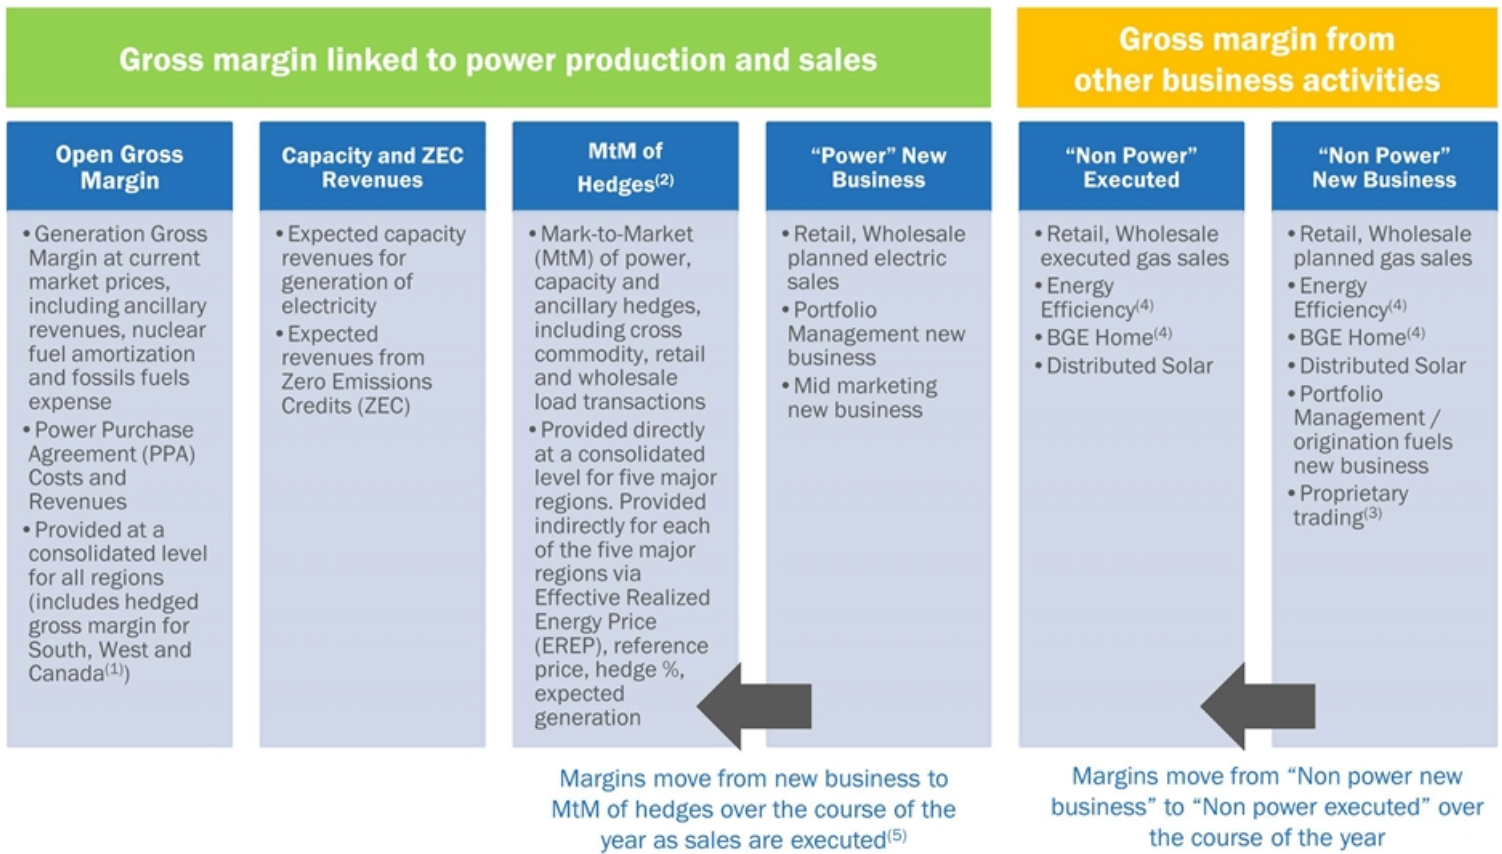 Gross margin linked to power production and sales
Gross margin from
other business activities
Open Gross
Margin
• Generation Gross
Margin at current
market prices,
including ancillary
revenues, nuclear
fuel amortization
and fossils fuels
expense
• Power Purchase
Agreement (PPA)
Costs and
Revenues
• Provided at a
consolidated level
for all regions
(includes hedged
gross margin for
South, West and
Canada(1))
Capacity and ZEC
Revenues
• Expected capacity
revenues for
generation of
electricity
• Expected
revenues from
Zero Emissions
Credits (ZEC)
MtM of
Hedges(2)
• Mark-to-Market
(MtM) of power,
capacity and
ancillary hedges,
including cross
commodity, retail
and wholesale
load transactions
• Provided directly
at a consolidated
level for five major
regions. Provided
indirectly for each
of the five major
regions via
Effective Realized
Energy Price
(EREP), reference
price, hedge %,
expected
generation
“Power” New
Business
• Retail, Wholesale
planned electric
sales
• Portfolio
Management new
business
• Mid marketing
new business
Margins move from new business to
MtM of hedges over the course of the
year as sales are executed(5)
“Non Power”
Executed
• Retail, Wholesale
executed gas sales
• Energy
Efficiency(4)
• BGE Home(4)
• Distributed Solar
“Non Power”
New Business
• Retail, Wholesale
planned gas sales
• Energy
Efficiency(4)
• BGE Home(4)
• Distributed Solar
• Portfolio
Management /
origination fuels
new business
• Proprietary
trading(3)
Margins move from “Non power new
business” to “Non power executed” over
the course of the year